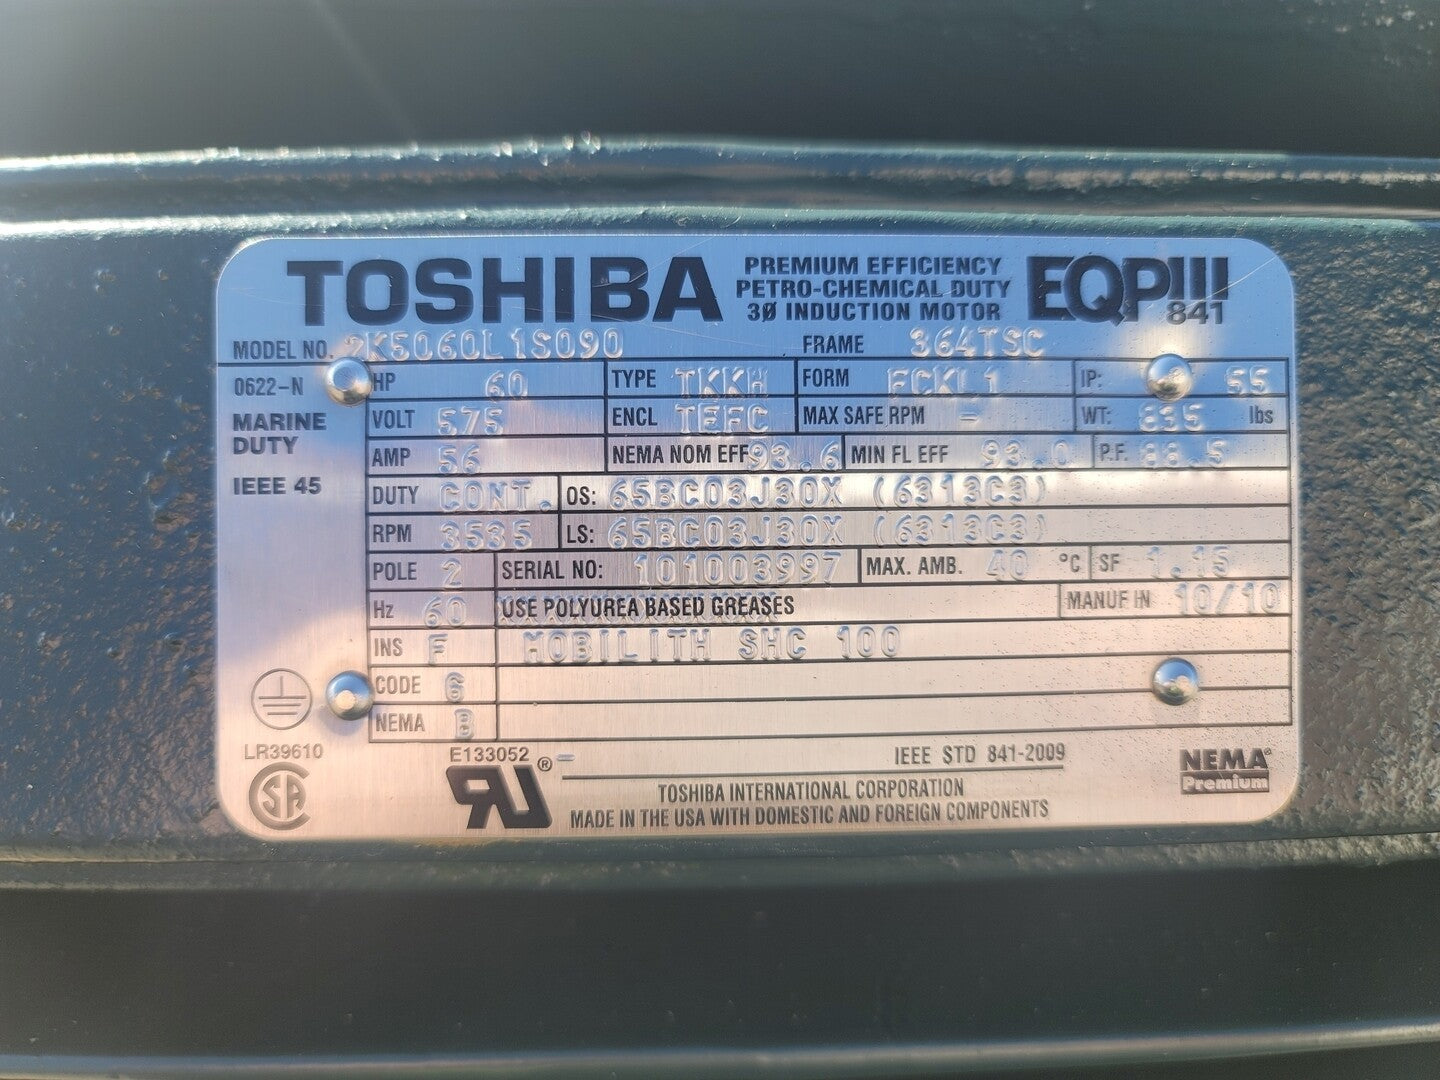 TOSHIBA PREMIUM EFFICIENCY EQPIII
PETRO-CHEMICAL DUTY
3Ø INDUCTION MOTOR 841
MODEL NO. 2K5060L1S090 FRAME 364TSC
0622-N HP 60 TYPE TKKH FORM FCKL1 IP: 55
MARINE DUTY VOLT 575 ENCL TEFC MAX SAFE RPM - WT: 835 lbs
AMP 56 NEMA NOM EFF 93.6 MIN FL EFF 93.0 P.F. 88.5
IEEE 45 DUTY CONT. OS: 65BC03J30X (6313C3)
RPM 3535 LS: 65BC03J30X (6313C3)
POLE 2 SERIAL NO: 101003997 MAX. AMB. 40 °C SF 1.15
Hz 60 USE POLYUREA BASED GREASES MANUF IN 10/10
INS F MOBILITH SHC 100
CODE G
NEMA B
LR39610 E133052 - IEEE STD 841-2009 NEMA
Premium
SA RU ® TOSHIBA INTERNATIONAL CORPORATION
MADE IN THE USA WITH DOMESTIC AND FOREIGN COMPONENTS